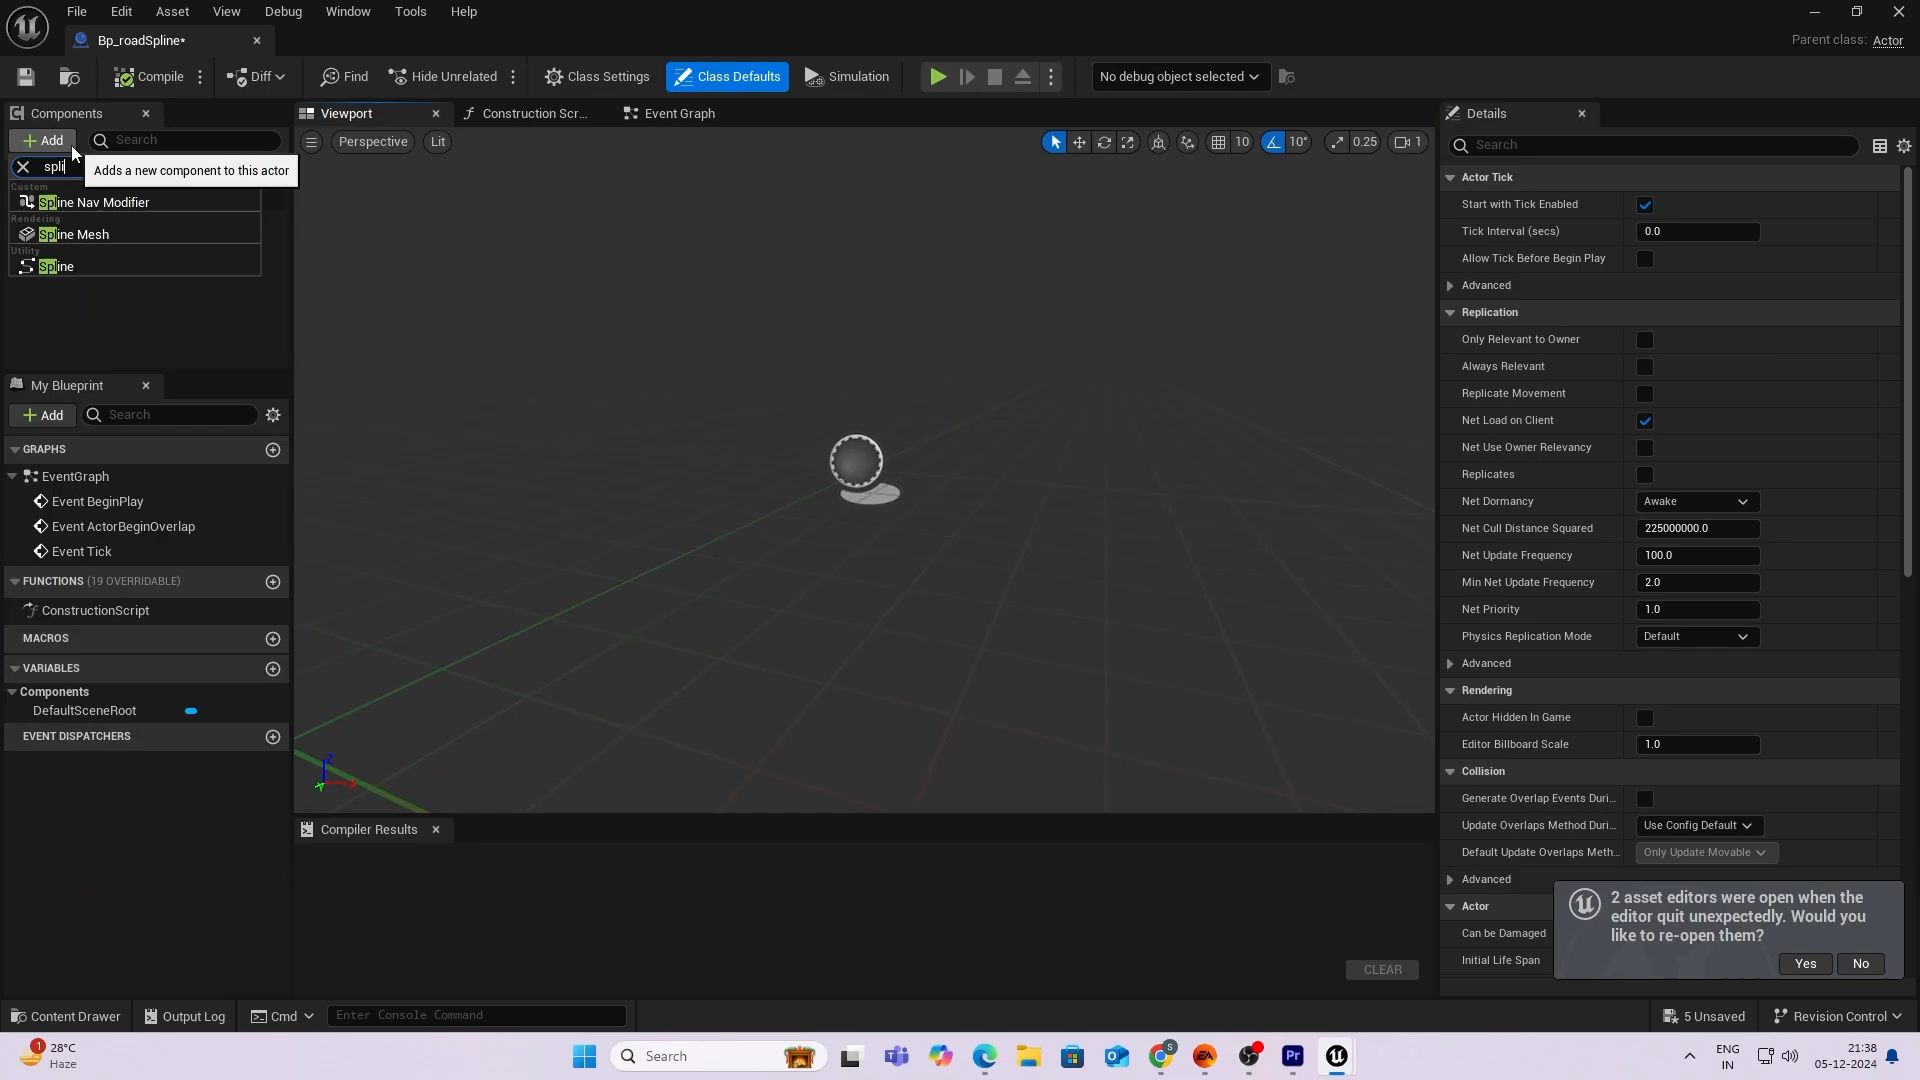 File Edit Asset View Debug Window Tools Help
Bp_roadSpline*
Parent class: Actor
Compile Diff Find Hide Unrelated Class Settings Class Defaults Simulation No debug object selected
Components
Add Search
spli
Adds a new component to this actor
Custom
Spline Nav Modifier
Rendering
Spline Mesh
Utility
Spline
My Blueprint
Add Search
GRAPHS
EventGraph
Event BeginPlay
Event ActorBeginOverlap
Event Tick
FUNCTIONS (19 OVERRIDABLE)
ConstructionScript
MACROS
VARIABLES
Components
DefaultSceneRoot
EVENT DISPATCHERS
Viewport Construction Scr... Event Graph
Perspective Lit 10 10° 0.25 1
Z
X
Y
Compiler Results
CLEAR
Details
Search
Actor Tick
Start with Tick Enabled
Tick Interval (secs) 0.0
Allow Tick Before Begin Play
Advanced
Replication
Only Relevant to Owner
Always Relevant
Replicate Movement
Net Load on Client
Net Use Owner Relevancy
Replicates
Net Dormancy Awake
Net Cull Distance Squared 225000000.0
Net Update Frequency 100.0
Min Net Update Frequency 2.0
Net Priority 1.0
Physics Replication Mode Default
Advanced
Rendering
Actor Hidden In Game
Editor Billboard Scale 1.0
Collision
Generate Overlap Events Duri...
Update Overlaps Method Duri... Use Config Default
Default Update Overlaps Meth... Only Update Movable
Advanced
Actor
Can be Damaged
Initial Life Span
2 asset editors were open when the
editor quit unexpectedly. Would you
like to re-open them?
Yes No
Content Drawer Output Log Cmd Enter Console Command 5 Unsaved Revision Control
1 28°C
Haze
Search
S
EA
Pr
ENG
IN
21:38
05-12-2024